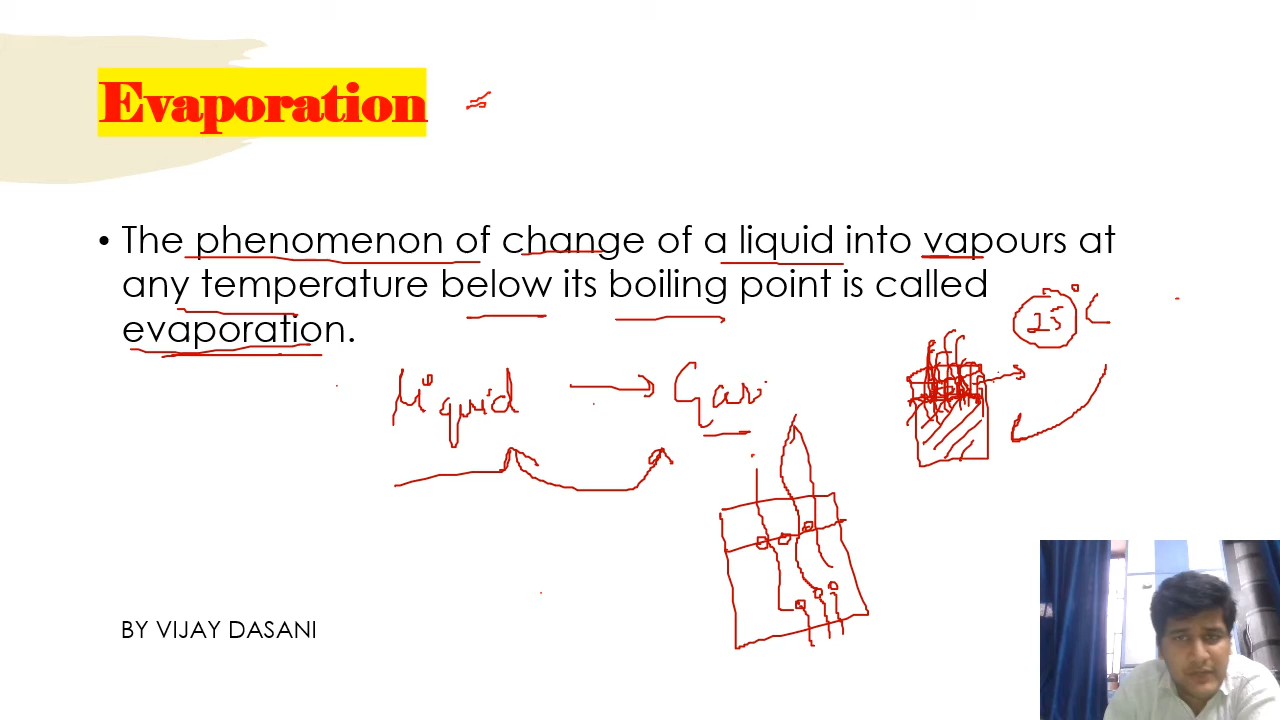 Evaporation
• The phenomenon of change of a liquid into vapours at
any temperature below its boiling point is called
evaporation.
25°C
Liquid → Gas
BY VIJAY DASANI